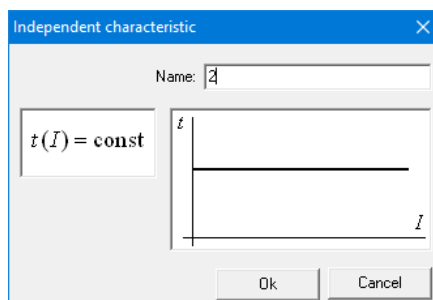 Independent characteristic
Name: 2
t(I) = const
t
I
Ok Cancel